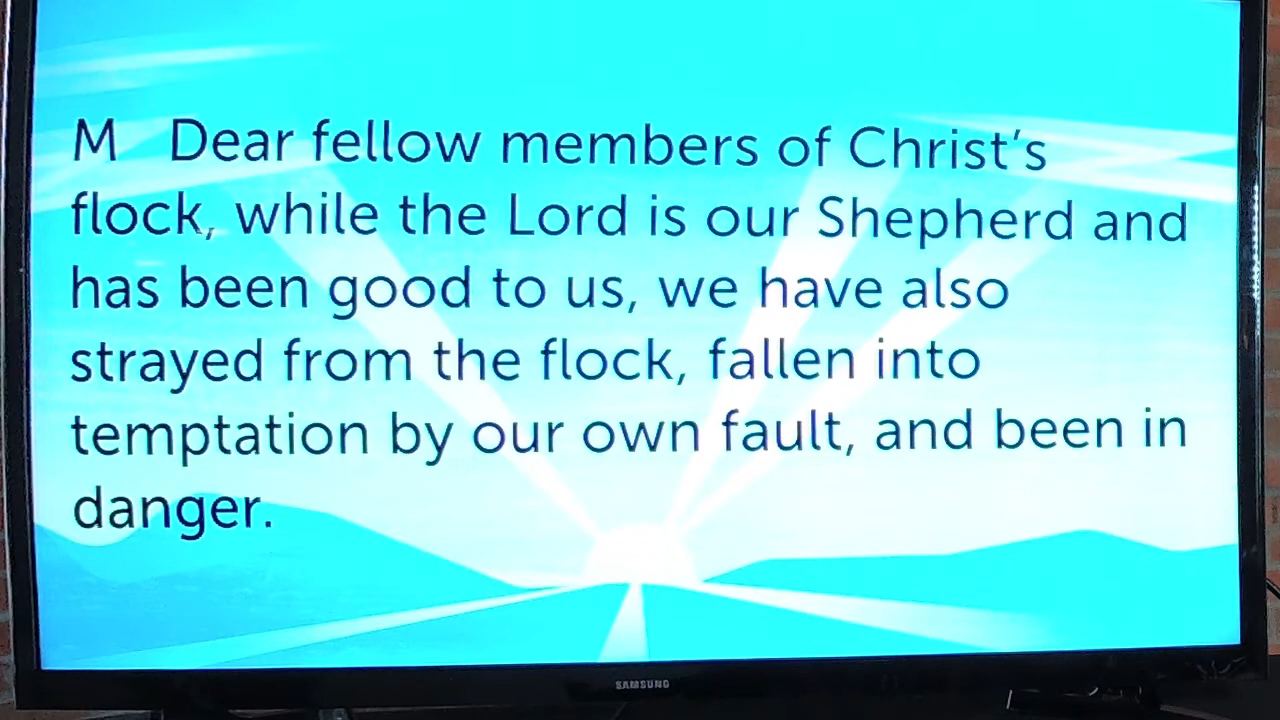 M Dear fellow members of Christ's
flock, while the Lord is our Shepherd and
has been good to us, we have also
strayed from the flock, fallen into
temptation by our own fault, and been in
danger.
SAMSUNG